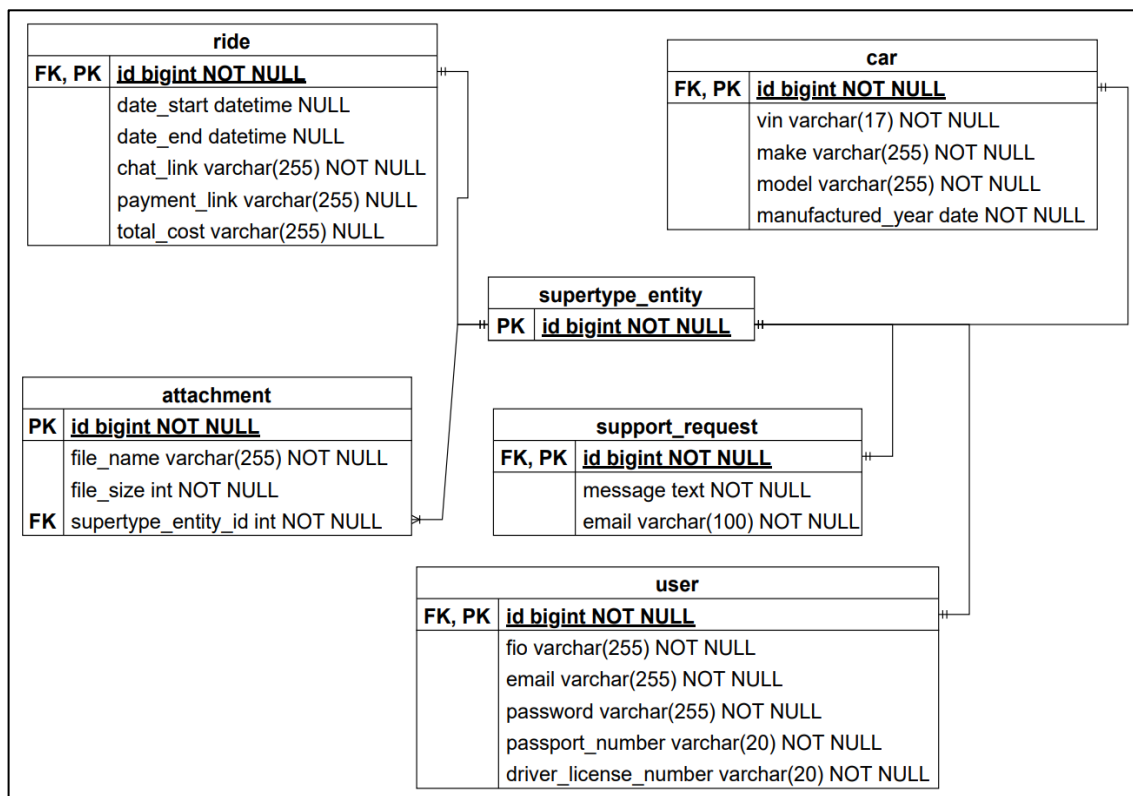 ride
FK, PK id bigint NOT NULL
date_start datetime NULL
date_end datetime NULL
chat_link varchar(255) NOT NULL
payment_link varchar(255) NULL
total_cost varchar(255) NULL
car
FK, PK id bigint NOT NULL
vin varchar(17) NOT NULL
make varchar(255) NOT NULL
model varchar(255) NOT NULL
manufactured_year date NOT NULL
supertype_entity
PK id bigint NOT NULL
attachment
PK id bigint NOT NULL
file_name varchar(255) NOT NULL
file_size int NOT NULL
FK supertype_entity_id int NOT NULL
support_request
FK, PK id bigint NOT NULL
message text NOT NULL
email varchar(100) NOT NULL
user
FK, PK id bigint NOT NULL
fio varchar(255) NOT NULL
email varchar(255) NOT NULL
password varchar(255) NOT NULL
passport_number varchar(20) NOT NULL
driver_license_number varchar(20) NOT NULL